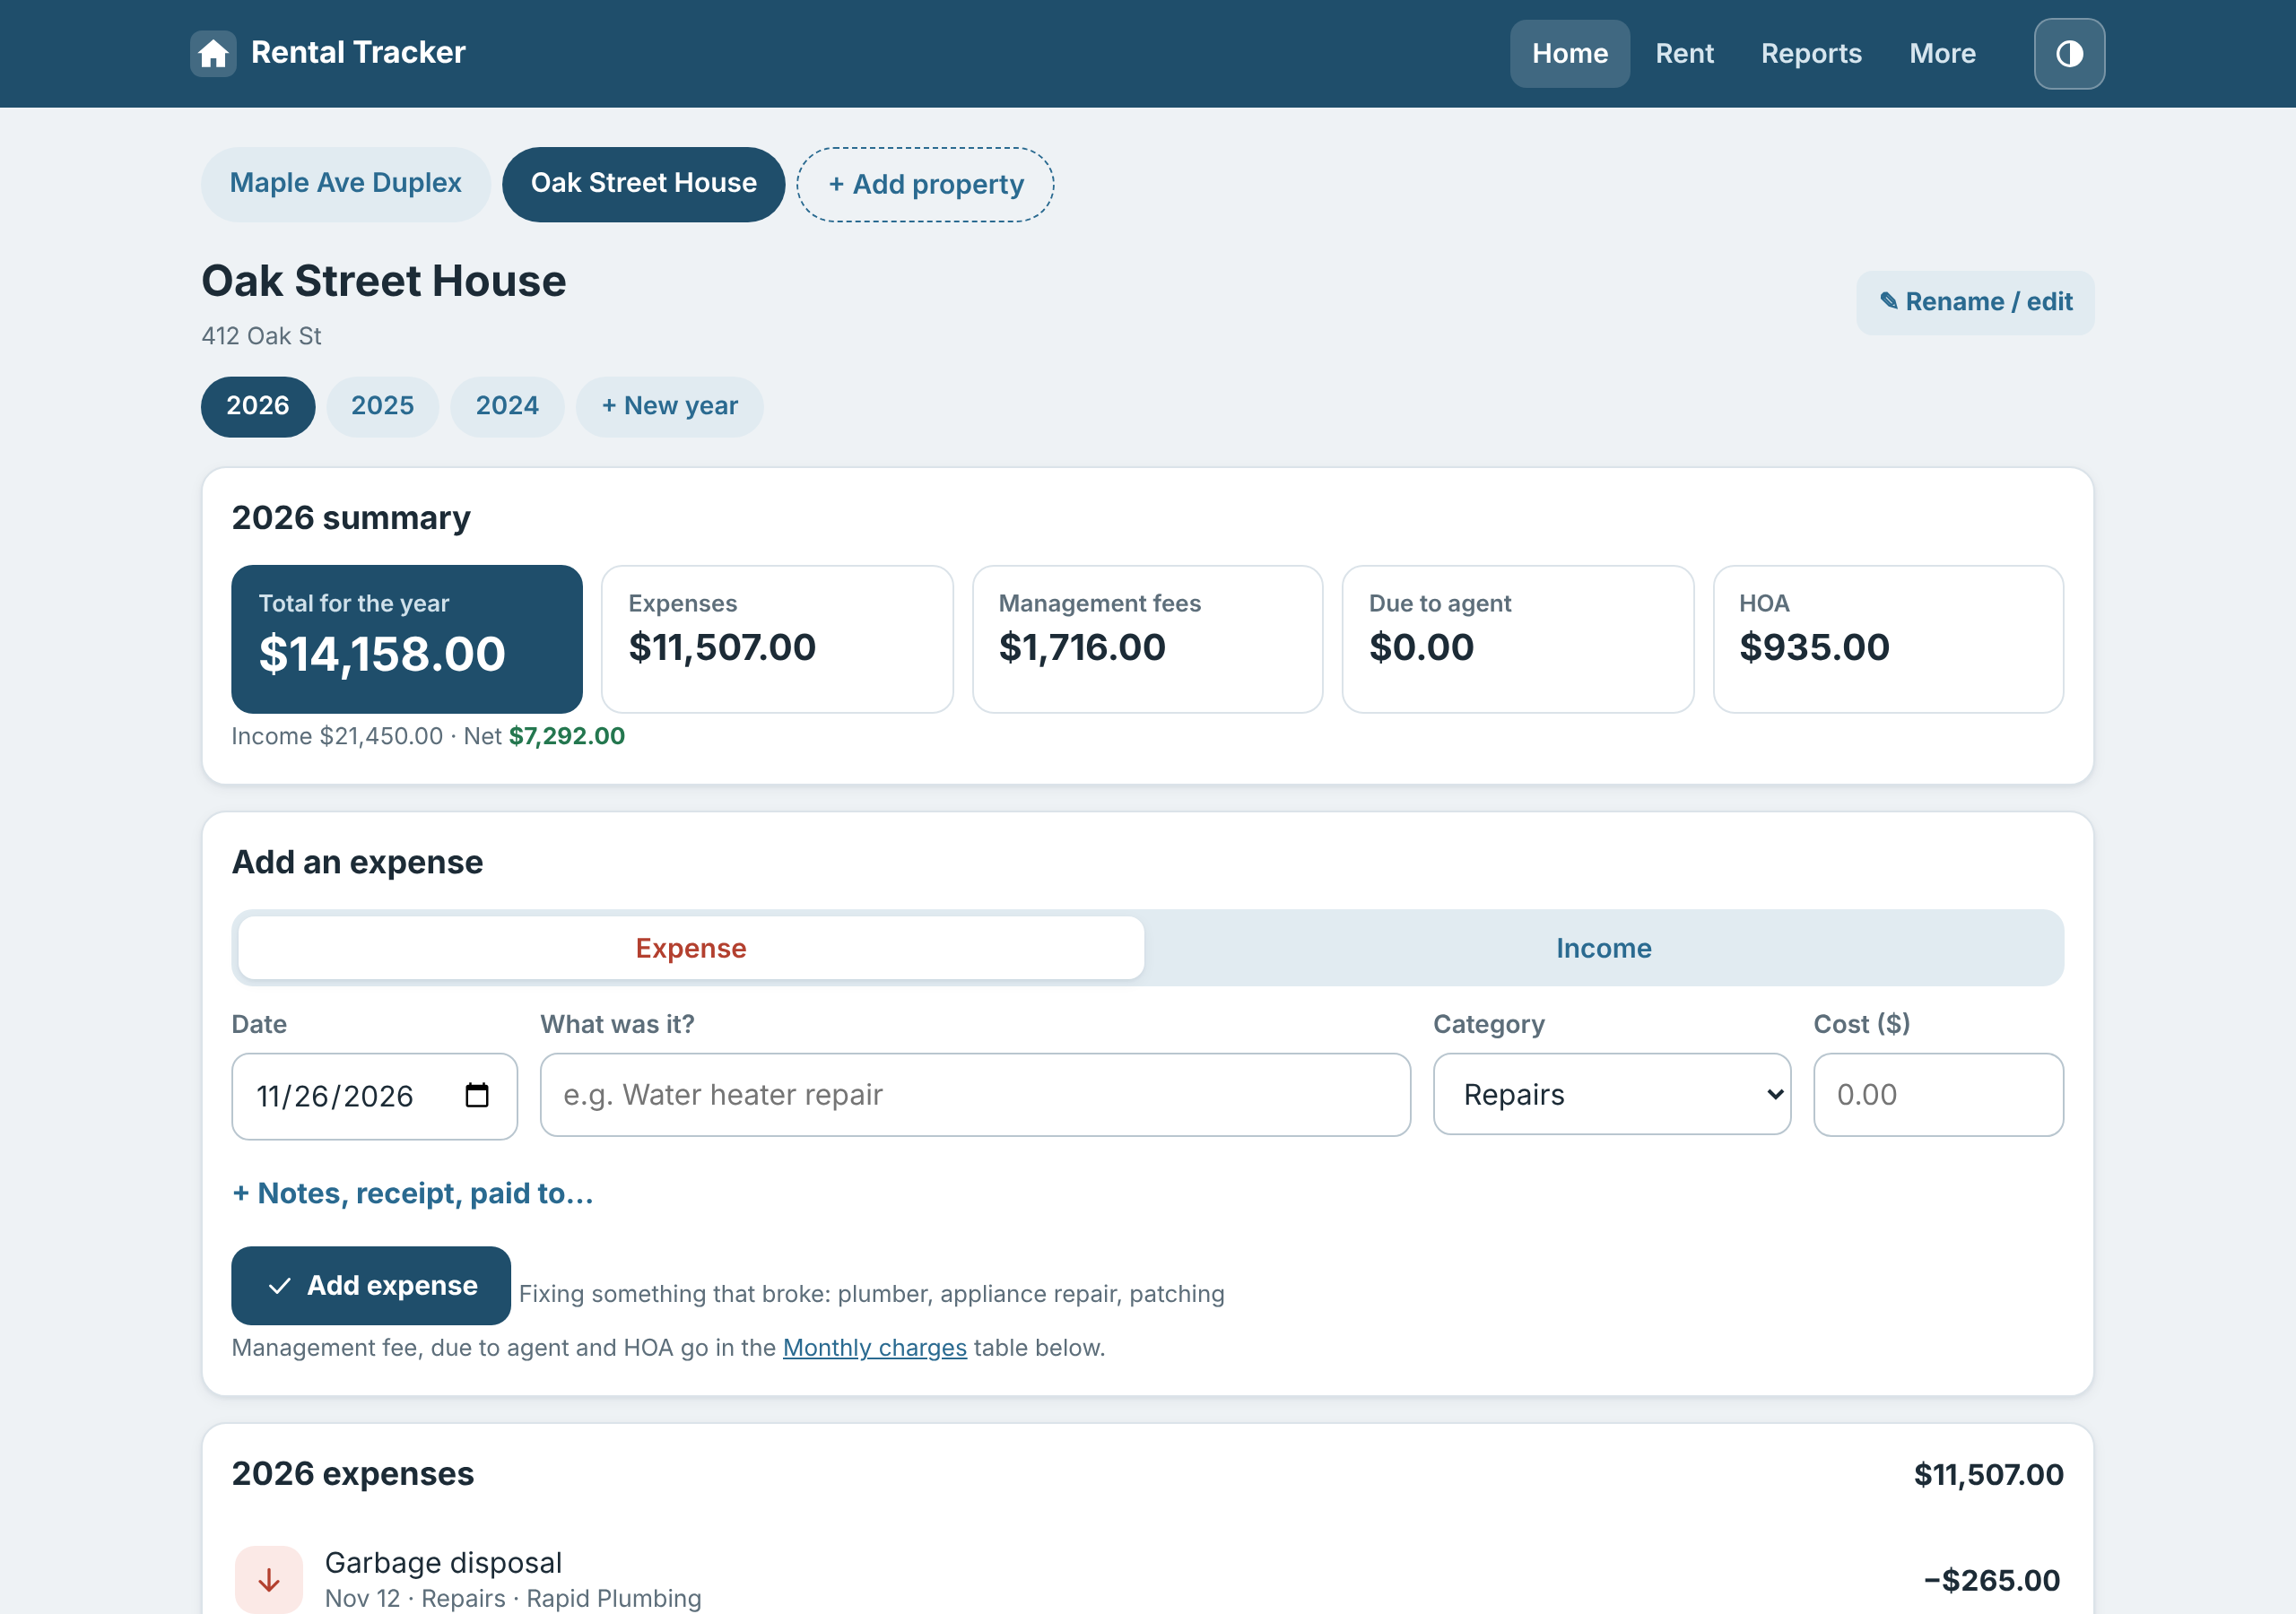 Rental Tracker
Home Rent Reports More
Maple Ave Duplex Oak Street House + Add property
Oak Street House
✎ Rename / edit
412 Oak St
2026 2025 2024 + New year
2026 summary
Total for the year Expenses Management fees Due to agent HOA
$14,158.00 $11,507.00 $1,716.00 $0.00 $935.00
Income $21,450.00 · Net $7,292.00
Add an expense
Expense Income
Date What was it? Category Cost ($)
11/26/2026 e.g. Water heater repair Repairs 0.00
+ Notes, receipt, paid to...
✓ Add expense Fixing something that broke: plumber, appliance repair, patching
Management fee, due to agent and HOA go in the Monthly charges table below.
2026 expenses $11,507.00
Garbage disposal
Nov 12 · Repairs · Rapid Plumbing
−$265.00